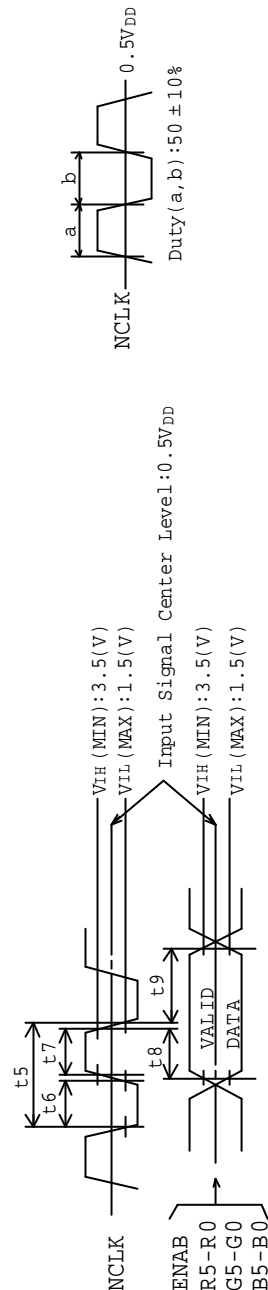 NCLK
t5
t6
t7
VIH (MIN):3.5(V)
VIL (MAX):1.5(V)
Input Signal Center Level:0.5VDD
t8
t9
ENAB
R5-R0
G5-G0
B5-B0
VALID
DATA
VIH (MIN):3.5(V)
VIL (MAX):1.5(V)
NCLK
a
b
0.5VDD
Duty(a,b):50±10%